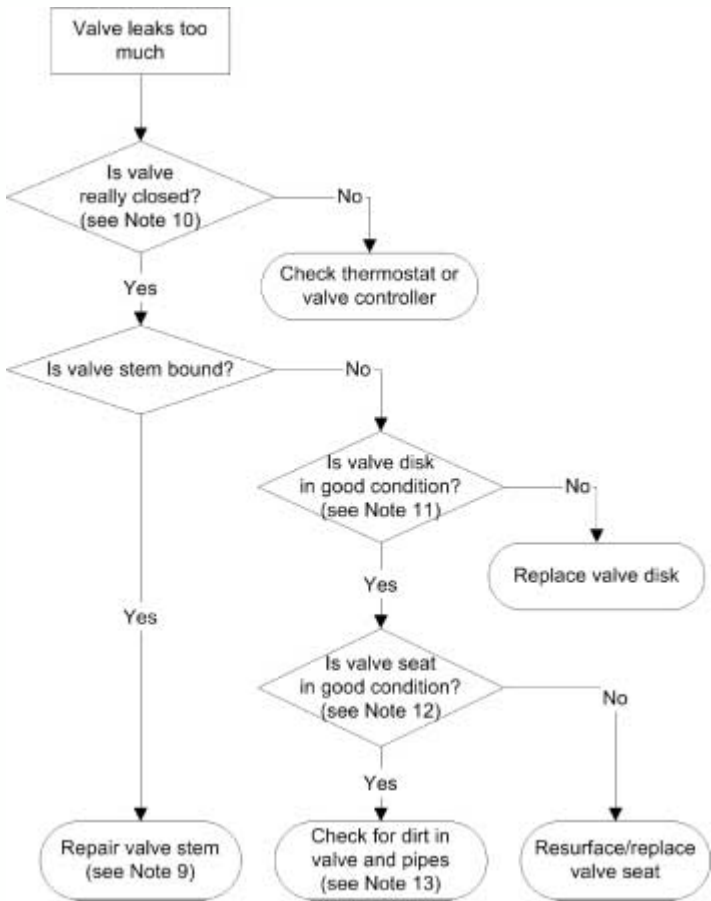 Valve leaks too
much
Is valve
really closed?
(see Note 10)
No
Check thermostat or
valve controller
Yes
Is valve stem bound?
No
Is valve disk
in good condition?
(see Note 11)
No
Replace valve disk
Yes
Yes
Is valve seat
in good condition?
(see Note 12)
No
Yes
Repair valve stem
(see Note 9)
Check for dirt in
valve and pipes
(see Note 13)
Resurface/replace
valve seat